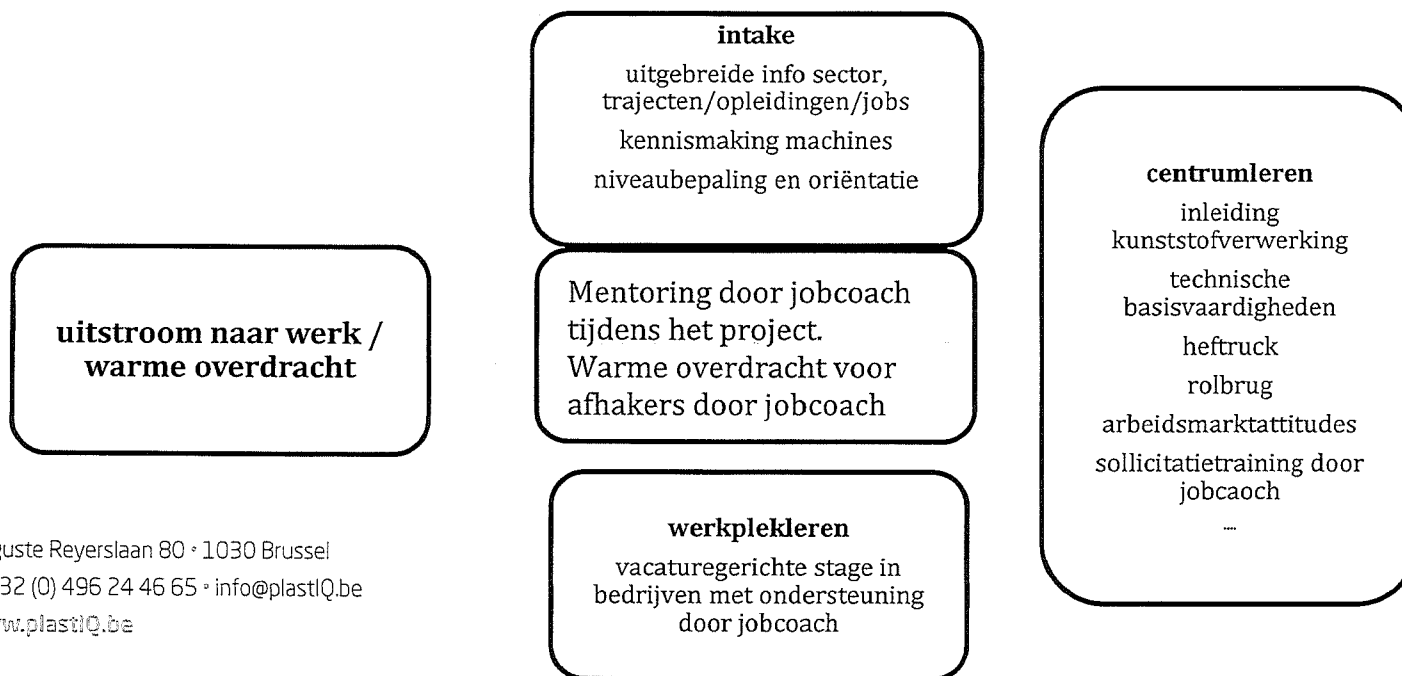 intake
uitgebreide info sector,
trajecten/opleidingen/jobs
kennismaking machines
niveaubepaling en oriëntatie
uitstroom naar werk /
warme overdracht
Mentoring door jobcoach
tijdens het project.
Warme overdracht voor
afhakers door jobcoach
centrumleren
inleiding
kunststofverwerking
technische
basisvaardigheden
heftruck
rolbrug
arbeidsmarktattitudes
sollicitatietraining door
jobcaoch
....
werkplekleren
vacaturegerichte stage in
bedrijven met ondersteuning
door jobcoach
guste Reyerslaan 80 • 1030 Brussel
32 (0) 496 24 46 65 • info@plastIQ.be
w.plastIQ.be